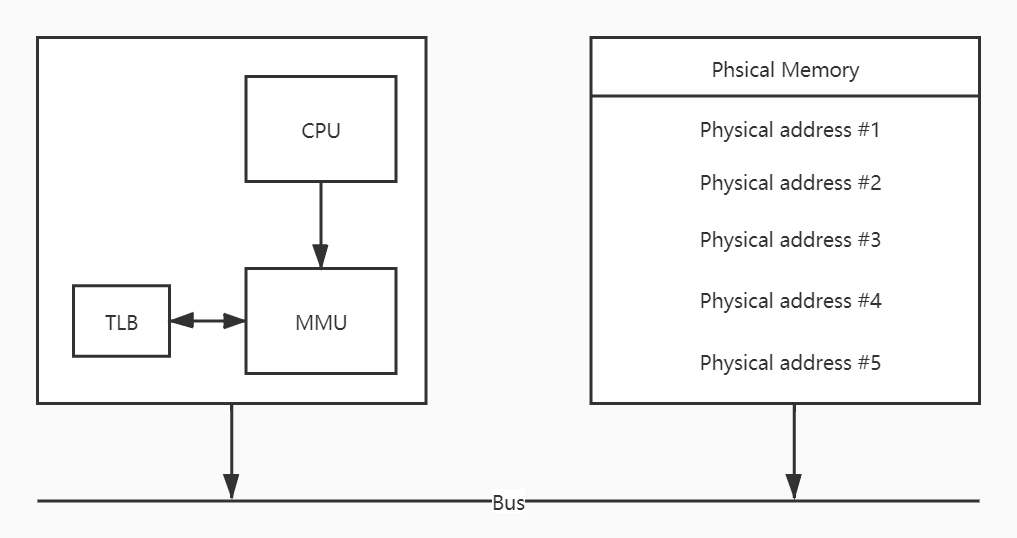 CPU
TLB
MMU
Phsical Memory
Physical address #1
Physical address #2
Physical address #3
Physical address #4
Physical address #5
Bus